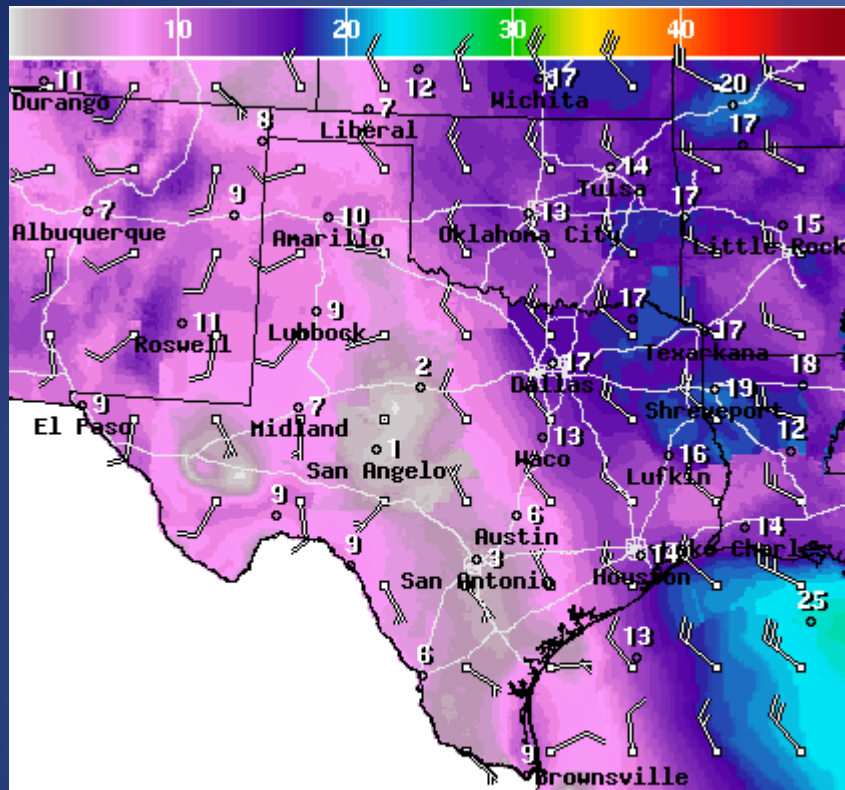 10 20 30 40
11
Durango
12
17
Wichita
20
7
Liberal
8
17
14
Tulsa
7
Albuquerque
9
10
Amarillo
13
Oklahoma City
17
15
Little Rock
11
Roswell
9
Lubbock
17
17
Texarkana
2
17
Dallas
19
Shreveport
18
9
El Paso
7
Midland
1
San Angelo
13
Waco
16
Lufkin
12
9
6
Austin
14
Lake Charles
9
3
San Antonio
14
Houston
25
6
13
9
Brownsville